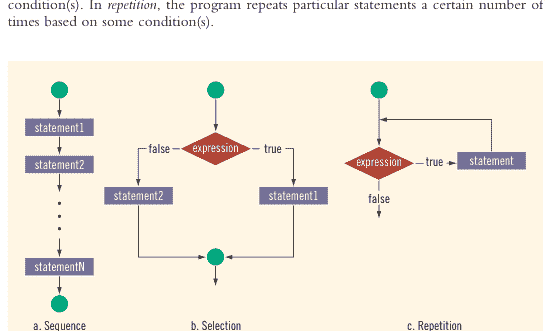 condition(s). In repetition, the program repeats particular statements a certain number of
times based on some condition(s).
statement1
statement2
statementN
a. Sequence
false
expression
true
statement2
statement1
b. Selection
expression
true
statement
false
c. Repetition